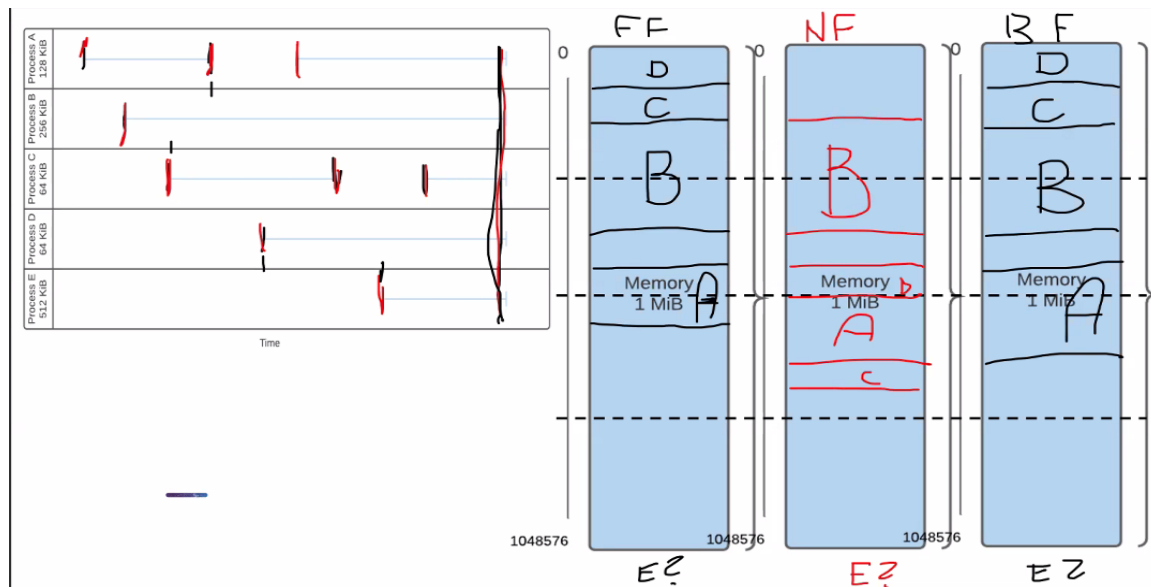 Process A
128 KiB
Process B
256 KiB
Process C
64 KiB
Process D
64 KiB
Process E
512 KiB
Time
FF
0
D
C
B
Memory
1 MiB
A
1048576
E?
NF
0
B
Memory
1 MiB
D
A
C
1048576
E?
BF
0
D
C
B
Memory
1 MiB
A
1048576
E?